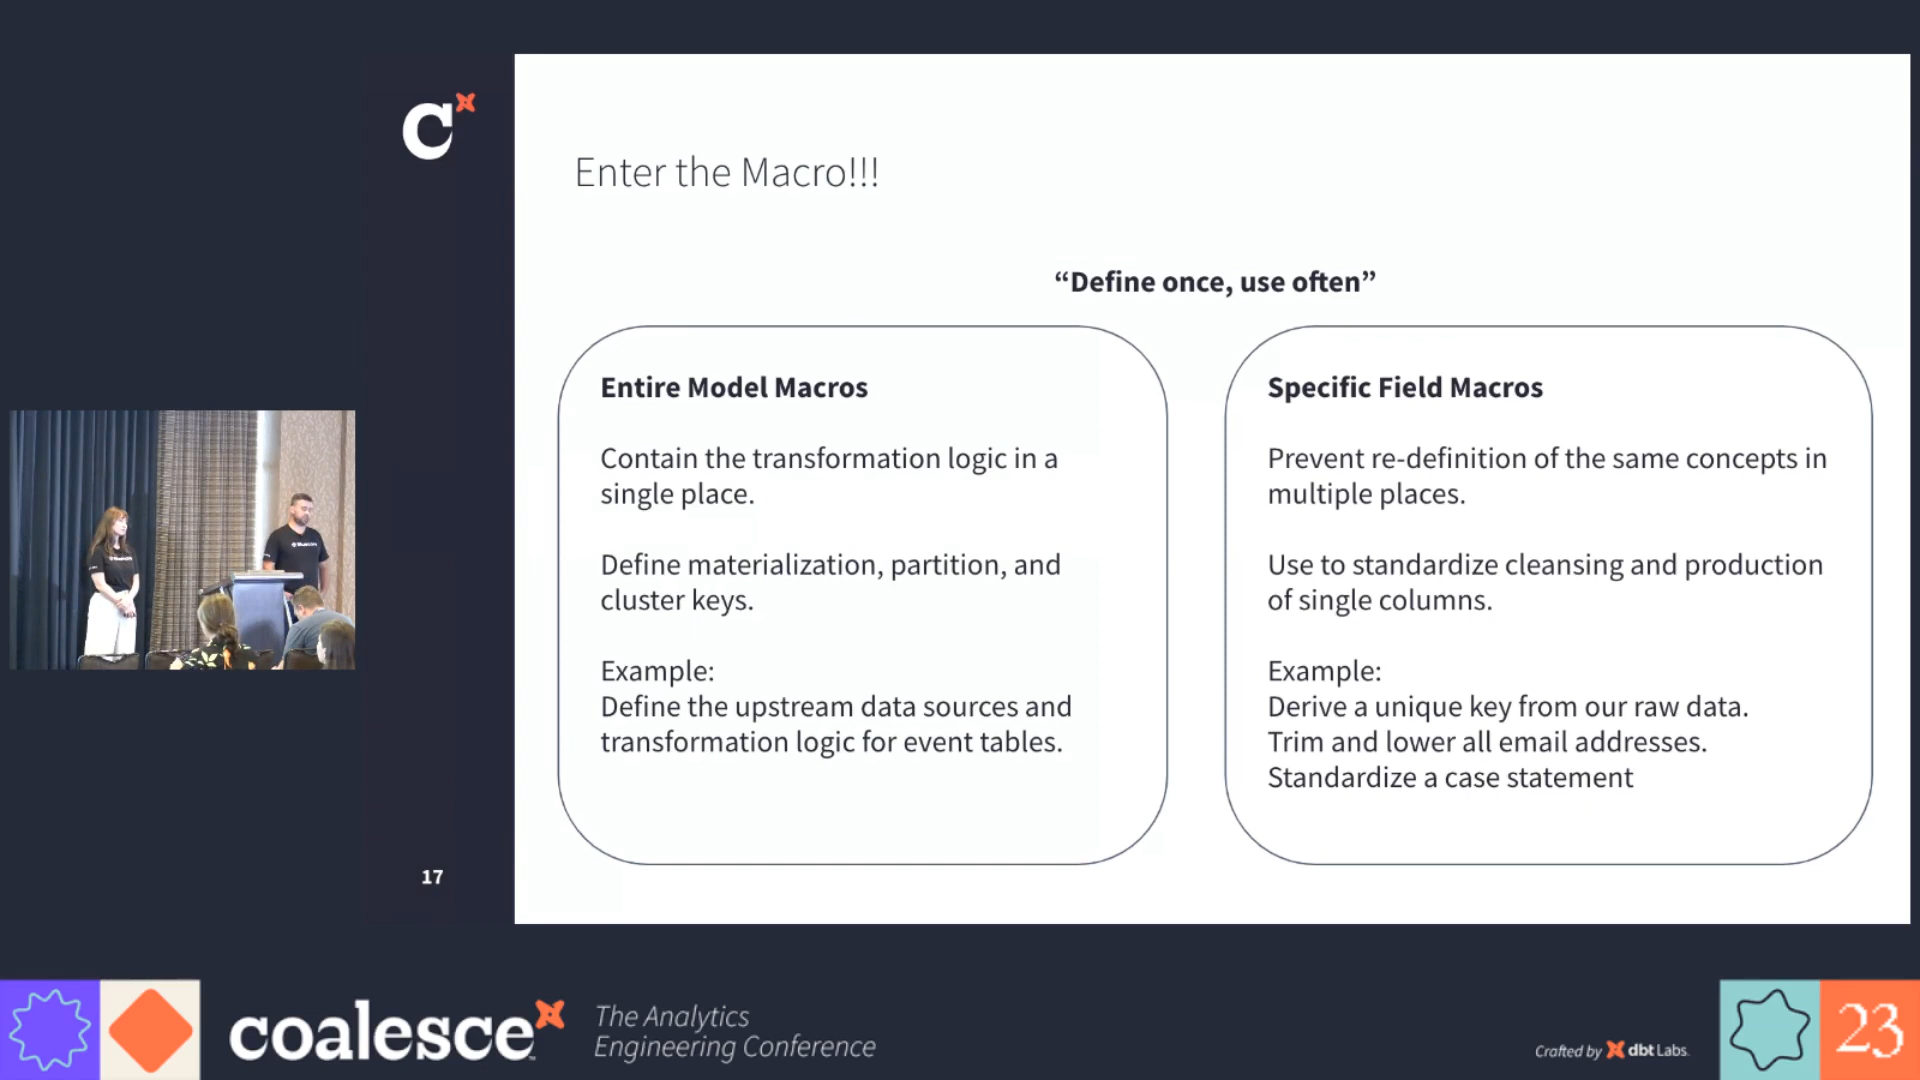 Enter the Macro!!!
“Define once, use often”
Entire Model Macros
Contain the transformation logic in a
single place.
Define materialization, partition, and
cluster keys.
Example:
Define the upstream data sources and
transformation logic for event tables.
Specific Field Macros
Prevent re-definition of the same concepts in
multiple places.
Use to standardize cleansing and production
of single columns.
Example:
Derive a unique key from our raw data.
Trim and lower all email addresses.
Standardize a case statement
17
coalesce
The Analytics
Engineering Conference
Crafted by dbt Labs.
23